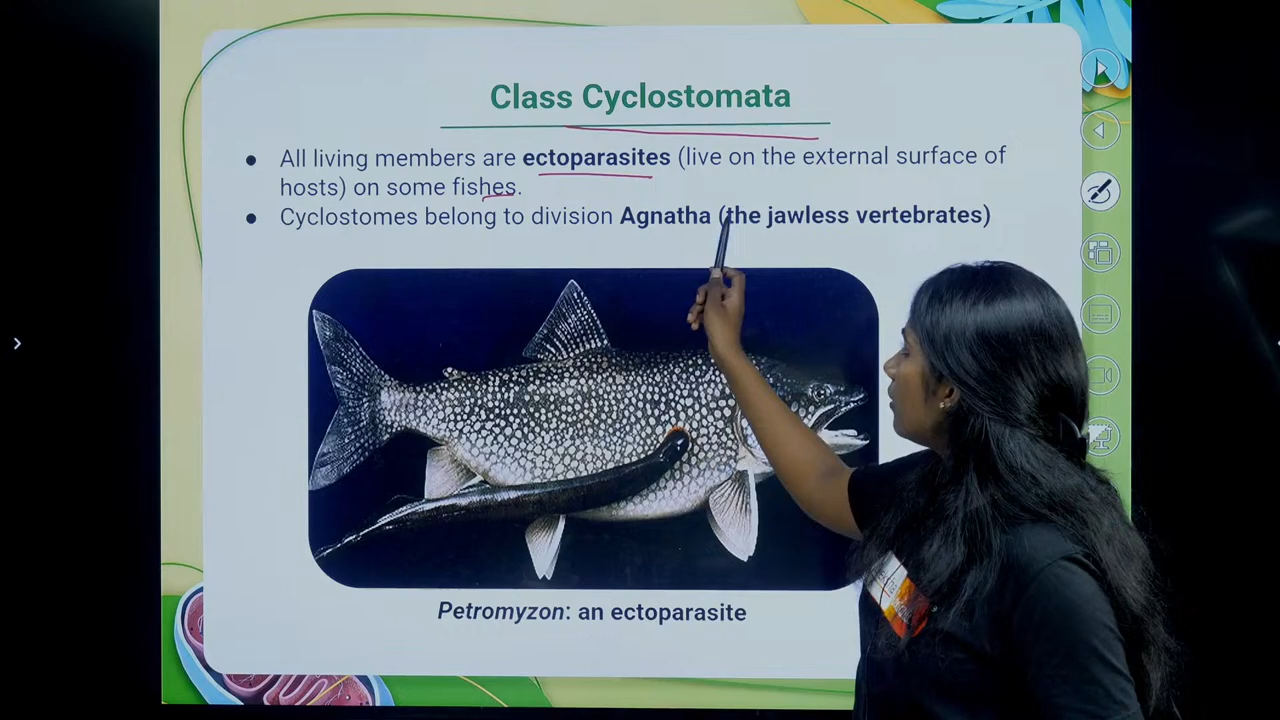 Class Cyclostomata
● All living members are ectoparasites (live on the external surface of
hosts) on some fishes.
● Cyclostomes belong to division Agnatha (the jawless vertebrates)
Petromyzon: an ectoparasite